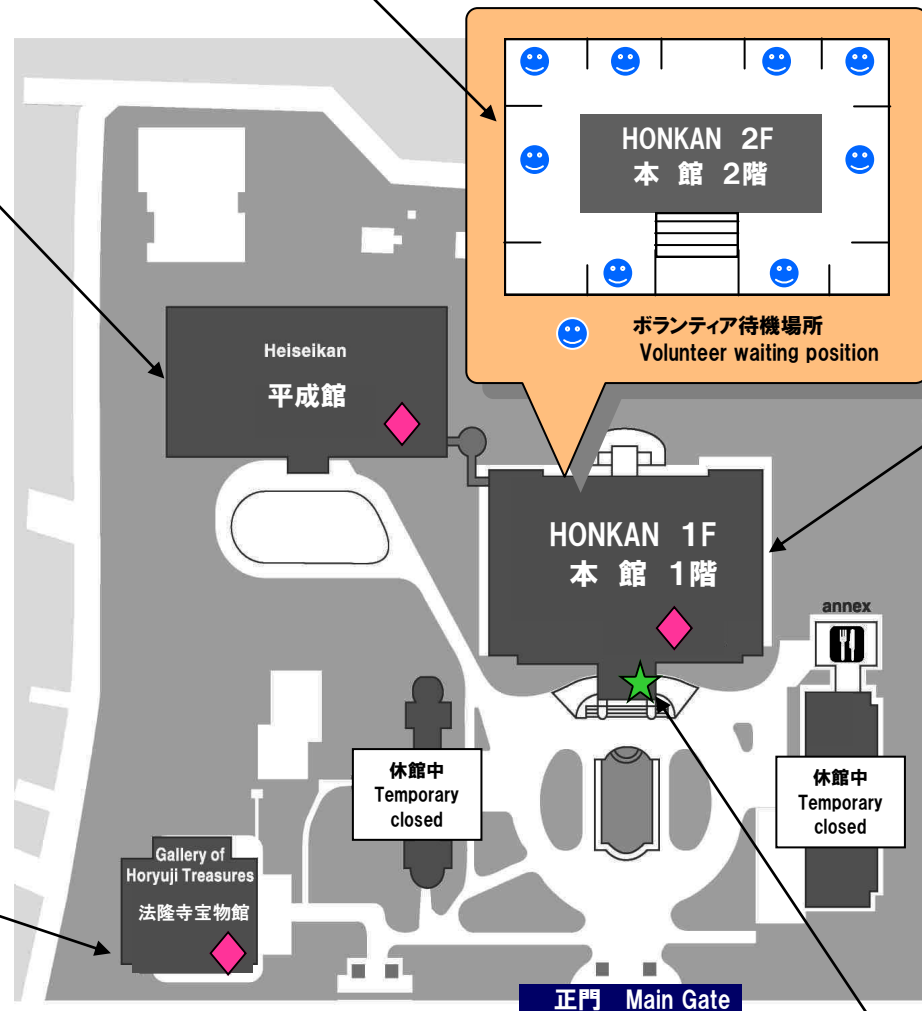 HONKAN 2F
本 館 2階
ボランティア待機場所
Volunteer waiting position
Heiseikan
平成館
HONKAN 1F
本 館 1階
annex
休館中
Temporary
closed
休館中
Temporary
closed
Gallery of
Horyuji Treasures
法隆寺宝物館
正門 Main Gate